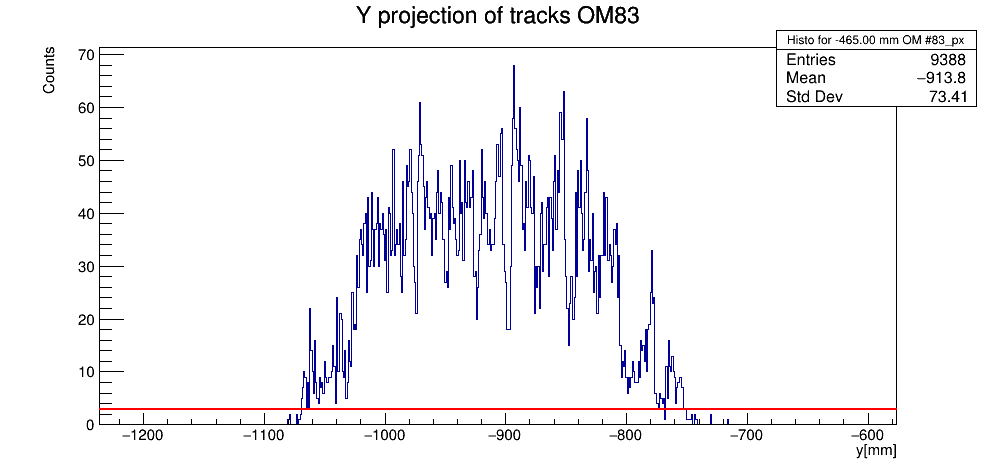 Y projection of tracks OM83
Histo for -465.00 mm OM #83_px
Entries 9388
Mean −913.8
Std Dev 73.41
Counts
70
60
50
40
30
20
10
0
−1200 −1100 −1000 −900 −800 −700 −600
y[mm]